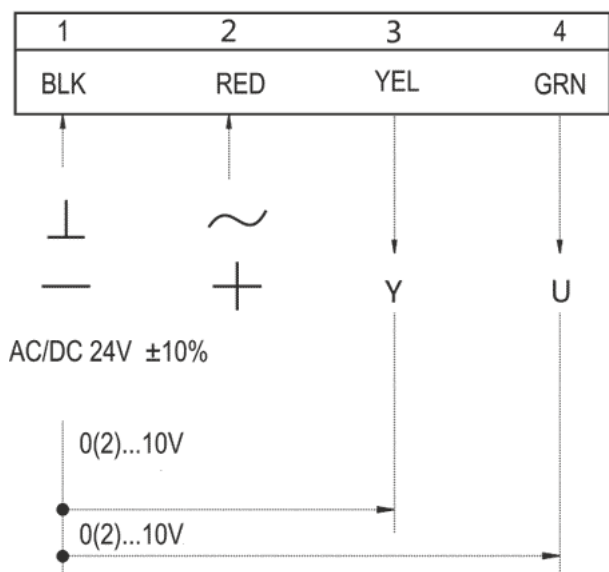 1 2 3 4
BLK RED YEL GRN
⊥ ~
— + Y U
AC/DC 24V ±10%
0(2)...10V
0(2)...10V